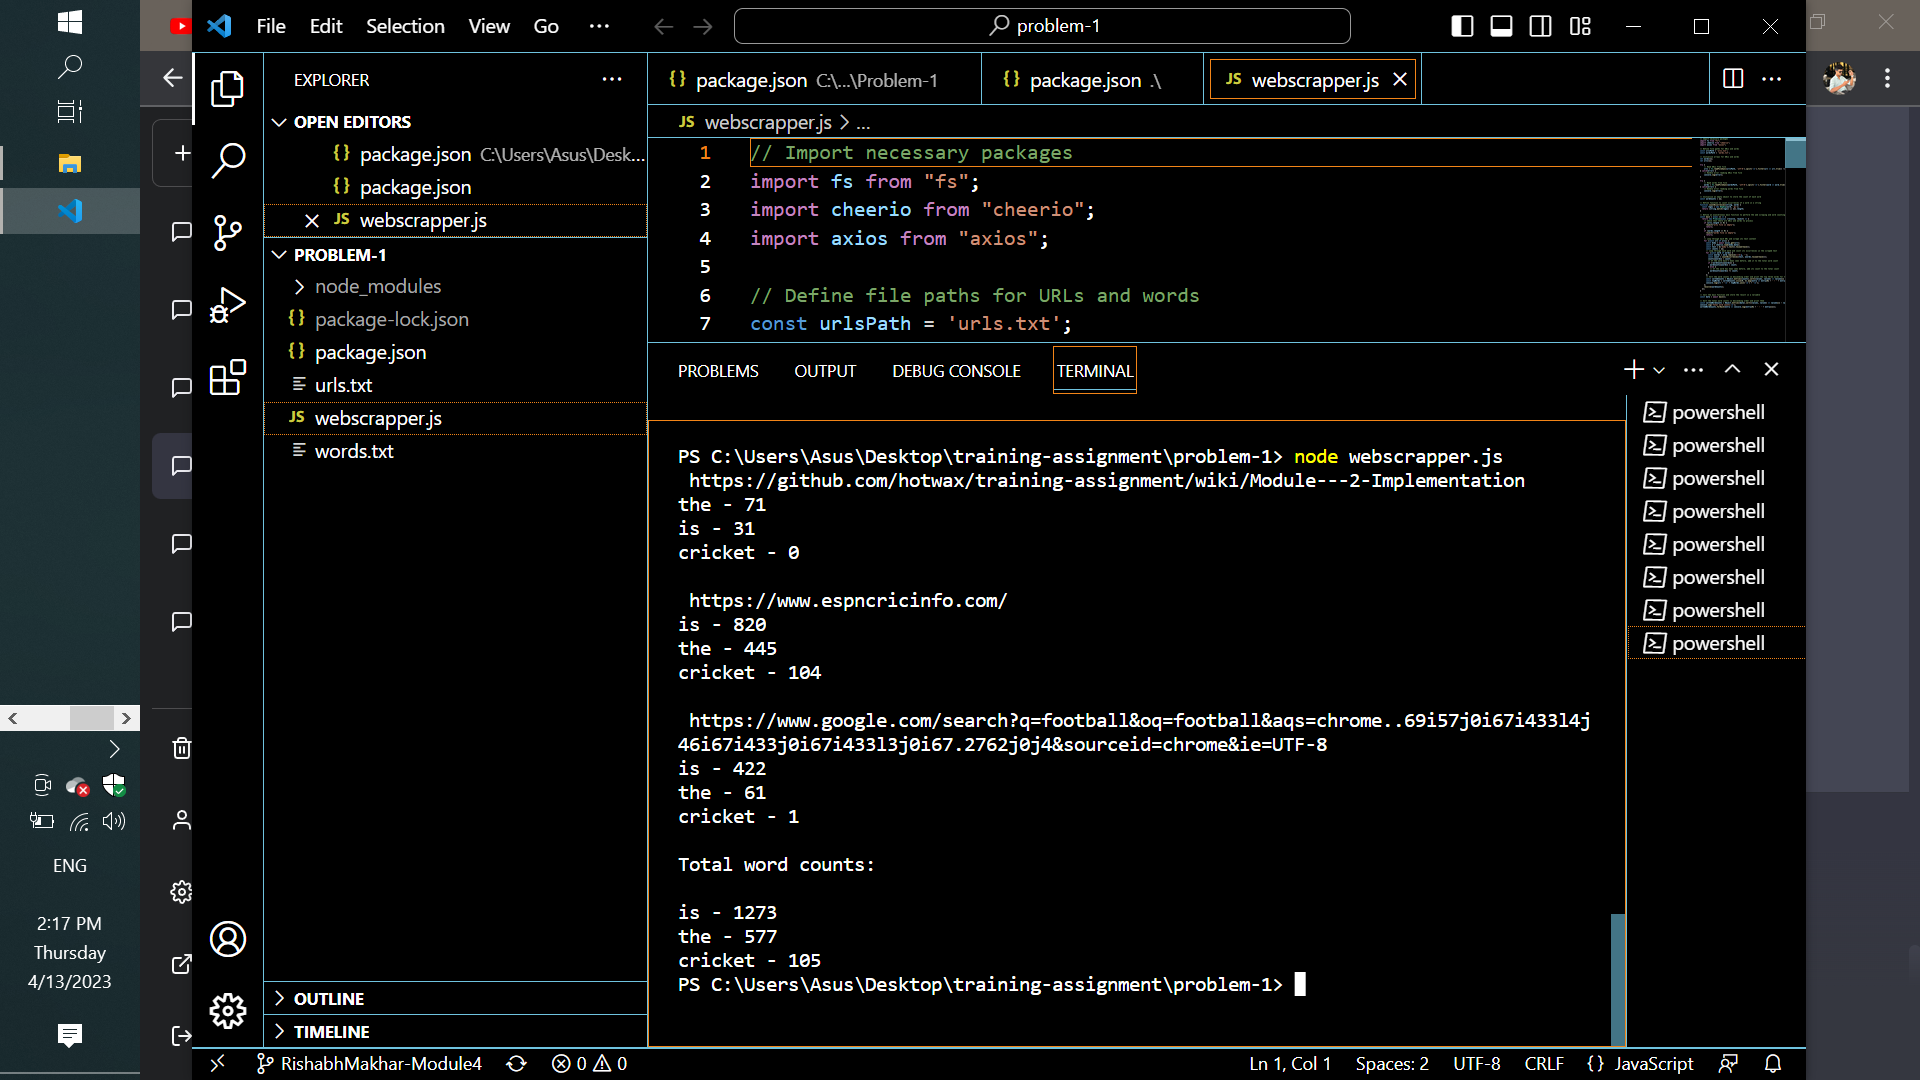 File Edit Selection View Go ...
problem-1
EXPLORER
OPEN EDITORS
package.json C:\Users\Asus\Desk...
package.json
webscrapper.js
PROBLEM-1
node_modules
package-lock.json
package.json
urls.txt
webscrapper.js
words.txt
OUTLINE
TIMELINE
package.json C:\...\Problem-1
package.json .\
webscrapper.js
webscrapper.js > ...
1 // Import necessary packages
2 import fs from "fs";
3 import cheerio from "cheerio";
4 import axios from "axios";
5
6 // Define file paths for URLs and words
7 const urlsPath = 'urls.txt';
PROBLEMS OUTPUT DEBUG CONSOLE TERMINAL
PS C:\Users\Asus\Desktop\training-assignment\problem-1> node webscrapper.js
https://github.com/hotwax/training-assignment/wiki/Module---2-Implementation
the - 71
is - 31
cricket - 0
https://www.espncricinfo.com/
is - 820
the - 445
cricket - 104
https://www.google.com/search?q=football&oq=football&aqs=chrome..69i57j0i67i433l4j
46i67i433j0i67i433l3j0i67.2762j0j4&sourceid=chrome&ie=UTF-8
is - 422
the - 61
cricket - 1
Total word counts:
is - 1273
the - 577
cricket - 105
PS C:\Users\Asus\Desktop\training-assignment\problem-1>
powershell
powershell
powershell
powershell
powershell
powershell
powershell
powershell
RishabhMakhar-Module4 0 0
Ln 1, Col 1 Spaces: 2 UTF-8 CRLF {} JavaScript
ENG
2:17 PM
Thursday
4/13/2023